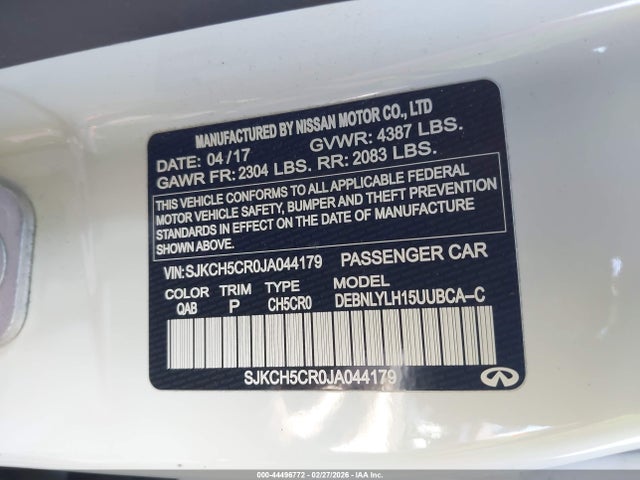 MANUFACTURED BY NISSAN MOTOR CO., LTD
DATE: 04/17 GVWR: 4387 LBS.
GAWR FR: 2304 LBS. RR: 2083 LBS.
THIS VEHICLE CONFORMS TO ALL APPLICABLE FEDERAL
MOTOR VEHICLE SAFETY, BUMPER AND THEFT PREVENTION
STANDARDS IN EFFECT ON THE DATE OF MANUFACTURE
SHOWN ABOVE.
VIN:SJKCH5CR0JA044179 PASSENGER CAR
COLOR TRIM TYPE MODEL
QAB P CH5CR0 DEBNLYLH15UUBCA-C
SJKCH5CR0JA044179
000-44496772 - 02/27/2026 - IAAI, Inc. Copyright